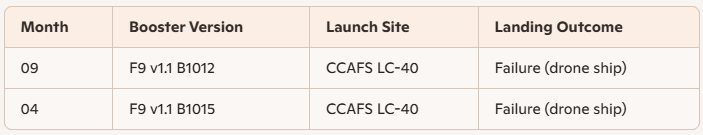 Month Booster Version Launch Site Landing Outcome
09 F9 v1.1 B1012 CCAFS LC-40 Failure (drone ship)
04 F9 v1.1 B1015 CCAFS LC-40 Failure (drone ship)